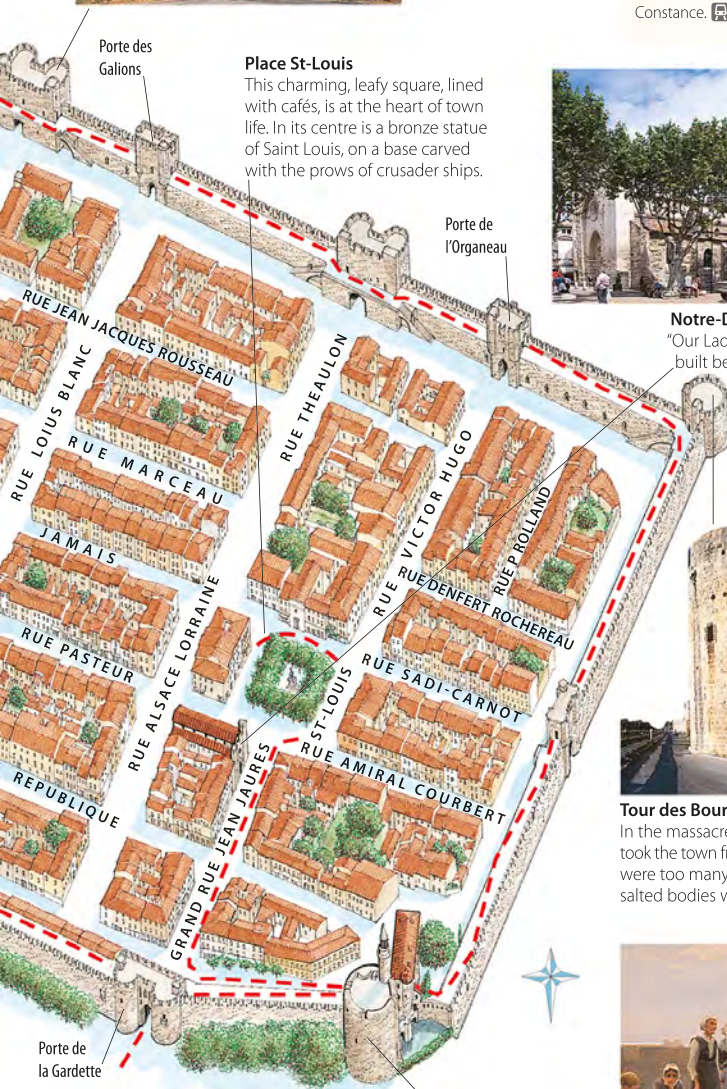 Constance.
Porte des
Galions
Place St-Louis
This charming, leafy square, lined
with cafés, is at the heart of town
life. In its centre is a bronze statue
of Saint Louis, on a base carved
with the prows of crusader ships.
Porte de
l'Organeau
Notre-D
"Our Lad
built be
RUE JEAN JACQUES ROUSSEAU
RUE LOIUS BLANC
RUE THEAULON
RUE MARCEAU
RUE VICTOR HUGO
RUE P ROLLAND
JAMAIS
RUE DENFERT ROCHEREAU
RUE PASTEUR
RUE ALSACE LORRAINE
RUE SADI-CARNOT
ST-LOUIS
RUE AMIRAL COURBERT
REPUBLIQUE
GRAND RUE JEAN JAURES
Tour des Bour
In the massacre
took the town f
were too many
salted bodies w
Porte de
la Gardette